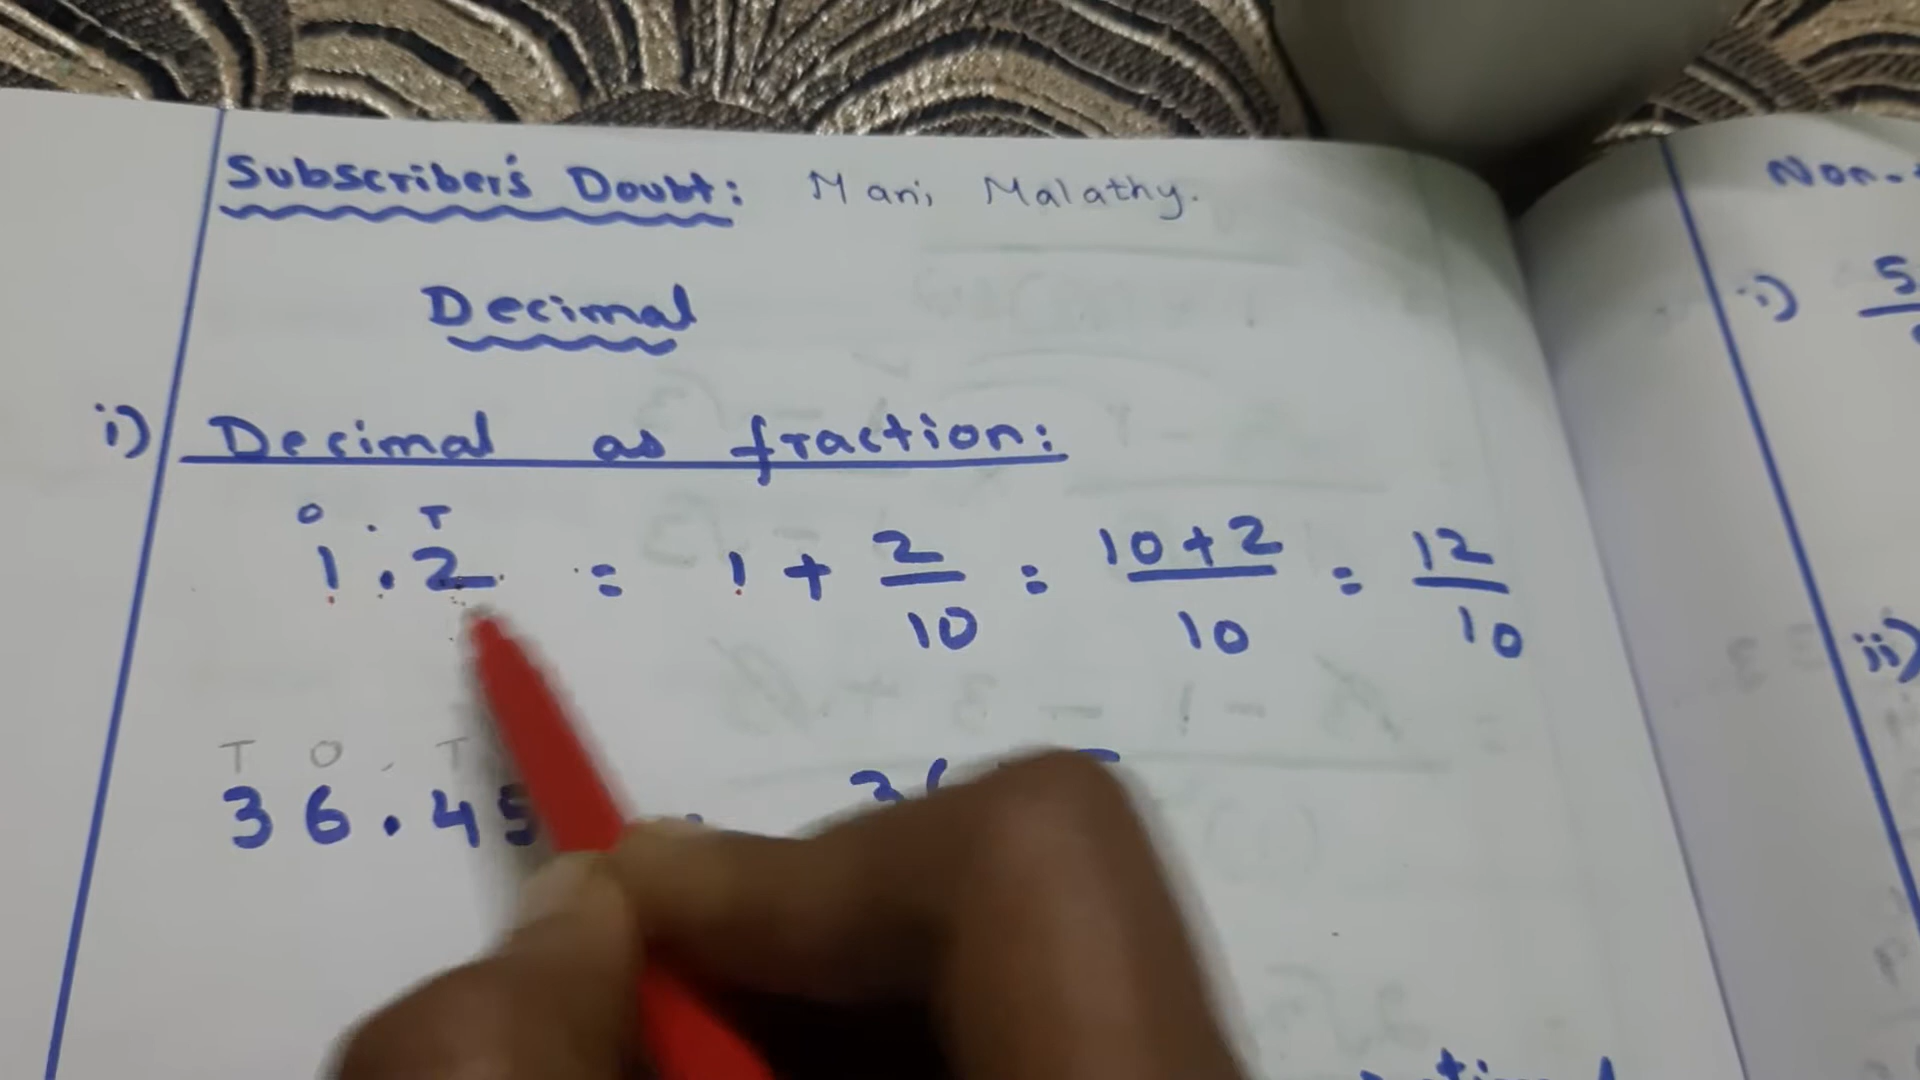 Subscriber's Doubt: Mani, Malathy.
Decimal
i) Decimal as fraction:
O . T
1.2 = 1 + 2/10 = 10+2/10 = 12/10
T O . T
36.45
i)
5
ii)